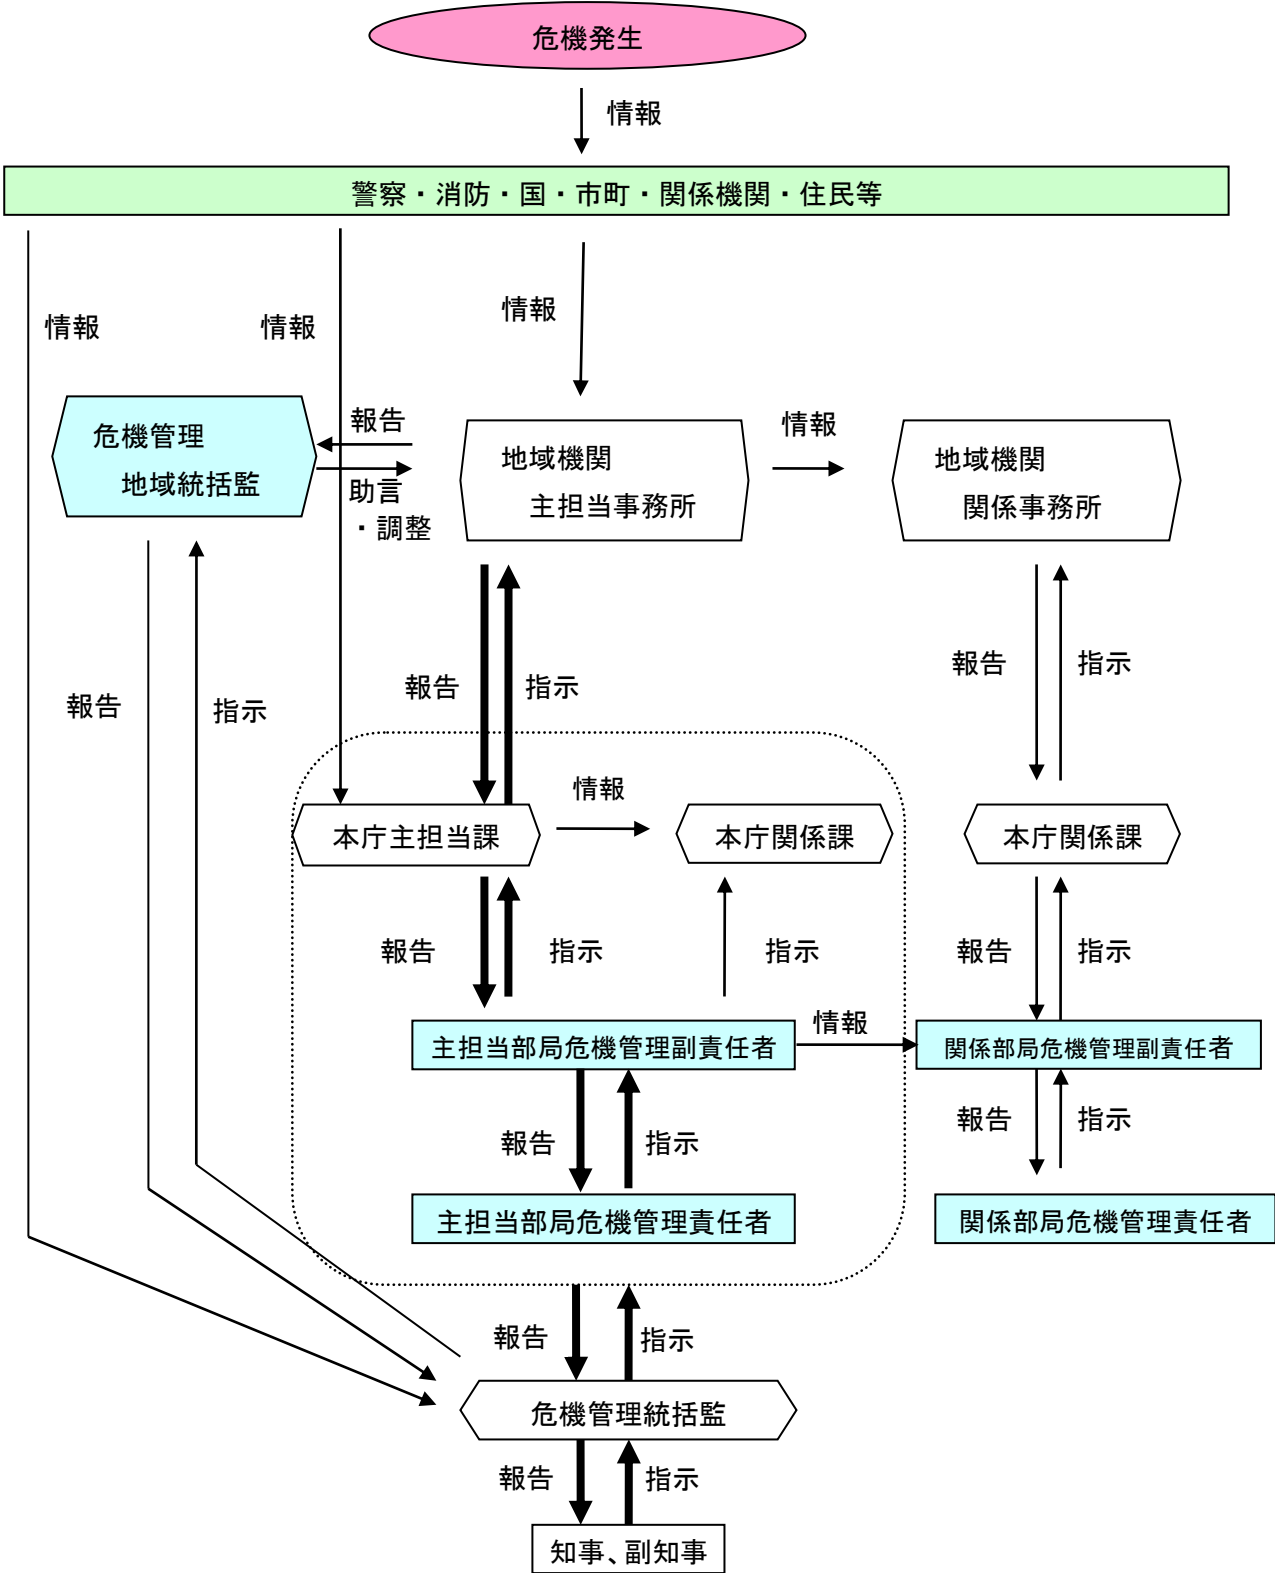 危機発生
情報
警察・消防・国・市町・関係機関・住民等
情報
情報
情報
危機管理
地域統括監
報告
助言
・調整
地域機関
主担当事務所
情報
地域機関
関係事務所
報告
指示
報告
指示
報告
指示
本庁主担当課
情報
本庁関係課
本庁関係課
報告
指示
指示
報告
指示
主担当部局危機管理副責任者
情報
関係部局危機管理副責任者
報告
指示
報告
指示
主担当部局危機管理責任者
関係部局危機管理責任者
報告
指示
危機管理統括監
報告
指示
知事、副知事